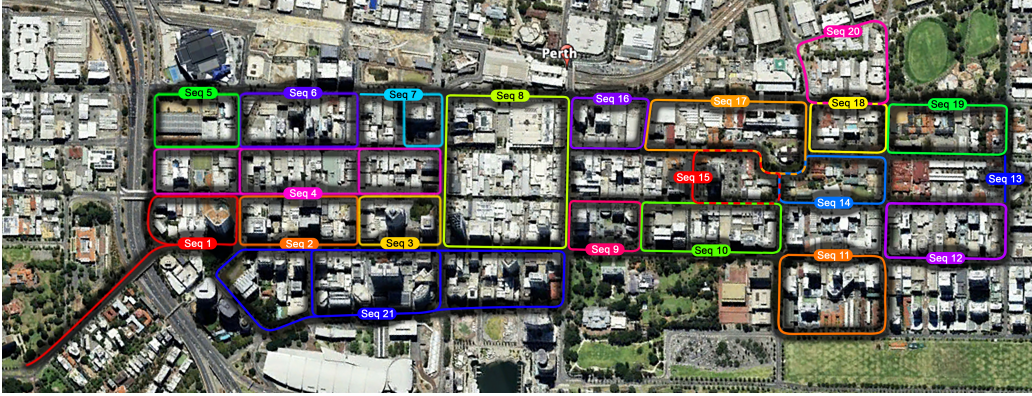 Seq 20
Perth
Seq 5
Seq 6
Seq 7
Seq 8
Seq 16
Seq 17
Seq 18
Seq 19
Seq 15
Seq 13
Seq 4
Seq 14
Seq 1
Seq 2
Seq 3
Seq 9
Seq 10
Seq 11
Seq 12
Seq 21